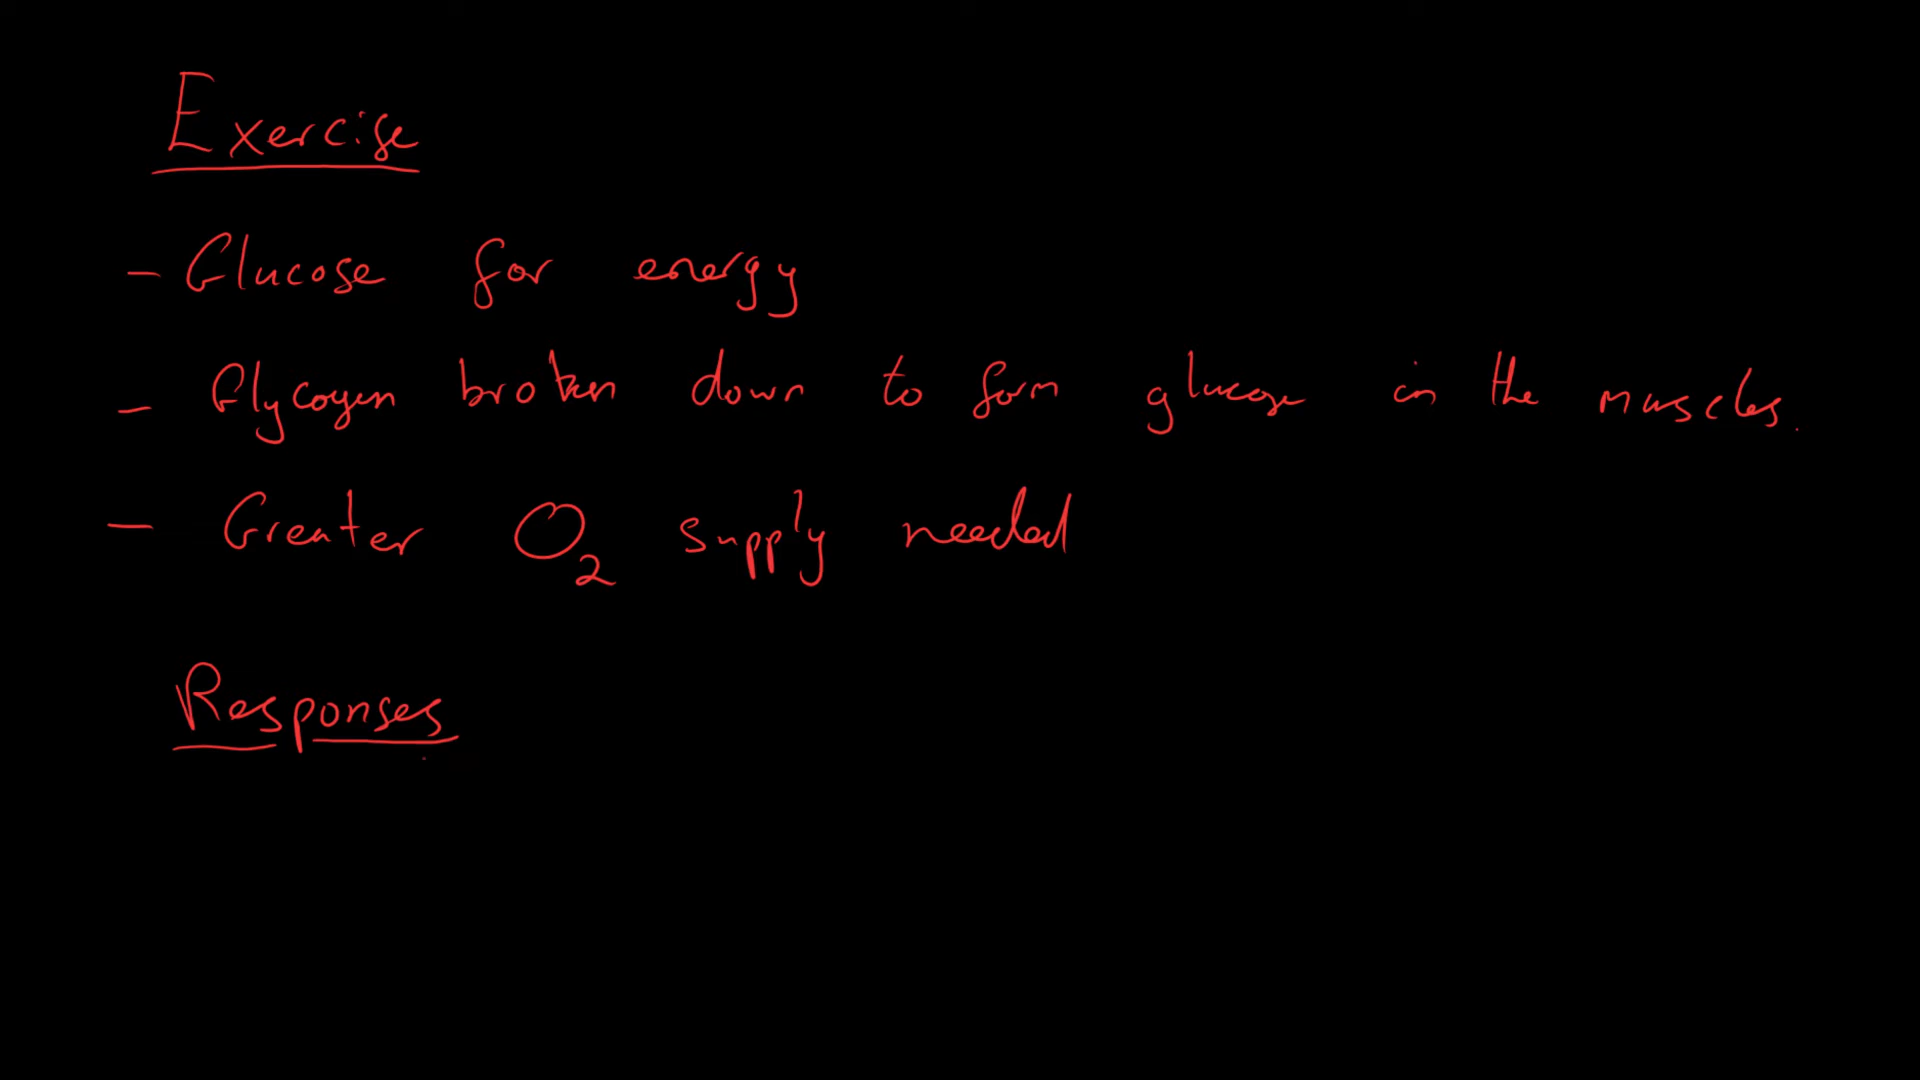 Exercise
- Glucose for energy
- Glycogen broken down to form glucose in the muscles.
- Greater O₂ supply needed
Responses